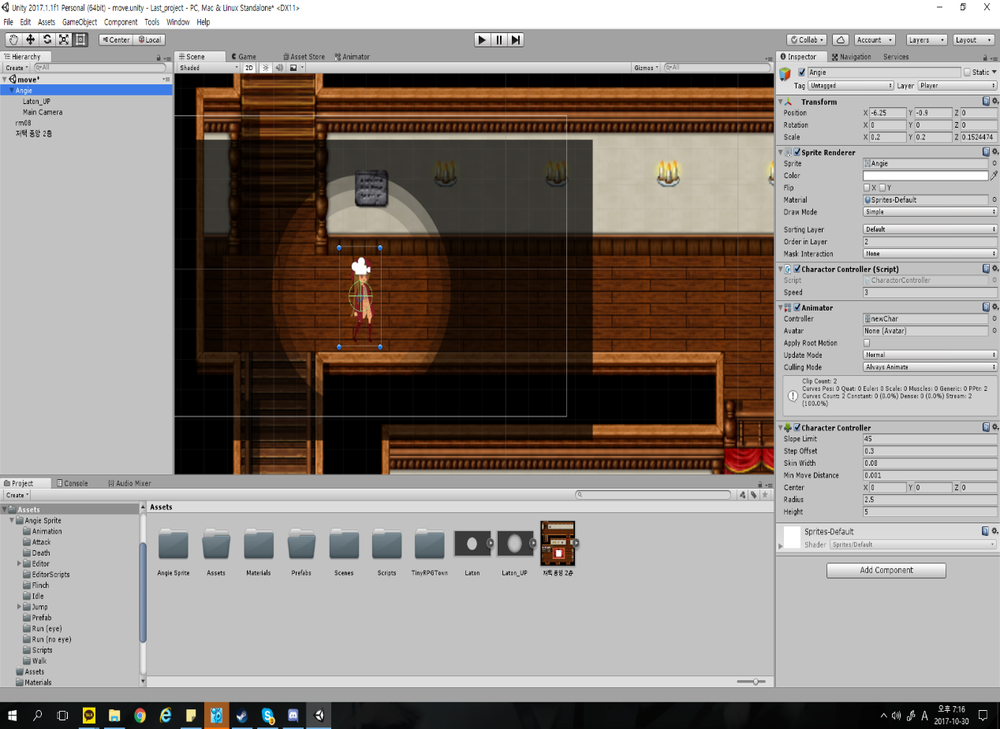 Unity 2017.1.1f1 Personal (64bit) - move.unity - Last_project - PC, Mac & Linux Standalone* <DX11>
File Edit Assets GameObject Component Tools Window Help
Center Local Collab Account Layers Layout
Hierarchy
Create All
move*
Angie
Laton_UP
Main Camera
rm08
저택 중앙 2층
Scene Game Asset Store Animator
Shaded 2D Gizmos All
Inspector Navigation Services
Angie Static
Tag Untagged Layer Player
Transform
Position X -6.25 Y -0.9 Z 0
Rotation X 0 Y 0 Z 0
Scale X 0.2 Y 0.2 Z 0.1524474
Sprite Renderer
Sprite Angie
Color
Flip X Y
Material Sprites-Default
Draw Mode Simple
Sorting Layer Default
Order in Layer 2
Mask Interaction None
Charactor Controller (Script)
Script CharactorController
Speed 3
Animator
Controller newChar
Avatar None (Avatar)
Apply Root Motion
Update Mode Normal
Culling Mode Always Animate
Clip Count: 2
Curves Pos: 0 Quat: 0 Euler: 0 Scale: 0 Muscles: 0 Generic: 0 PPtr: 2
Curves Count: 2 Constant: 0 (0.0%) Dense: 0 (0.0%) Stream: 2
(100.0%)
Character Controller
Slope Limit 45
Step Offset 0.3
Skin Width 0.08
Min Move Distance 0.001
Center X 0 Y 0 Z 0
Radius 2.5
Height 5
Sprites-Default
Shader Sprites/Default
Add Component
Project Console Audio Mixer
Create
Assets
Angie Sprite
Animation
Attack
Death
Editor
EditorScripts
Flinch
Idle
Jump
Prefab
Run (eye)
Run (no eye)
Scripts
Walk
Assets
Materials
Assets
Angie Sprite Assets Materials Prefabs Scenes Scripts TinyRPGTown Laton Laton_UP 저택 중앙 2층
TALK
A 오후 7:16
2017-10-30